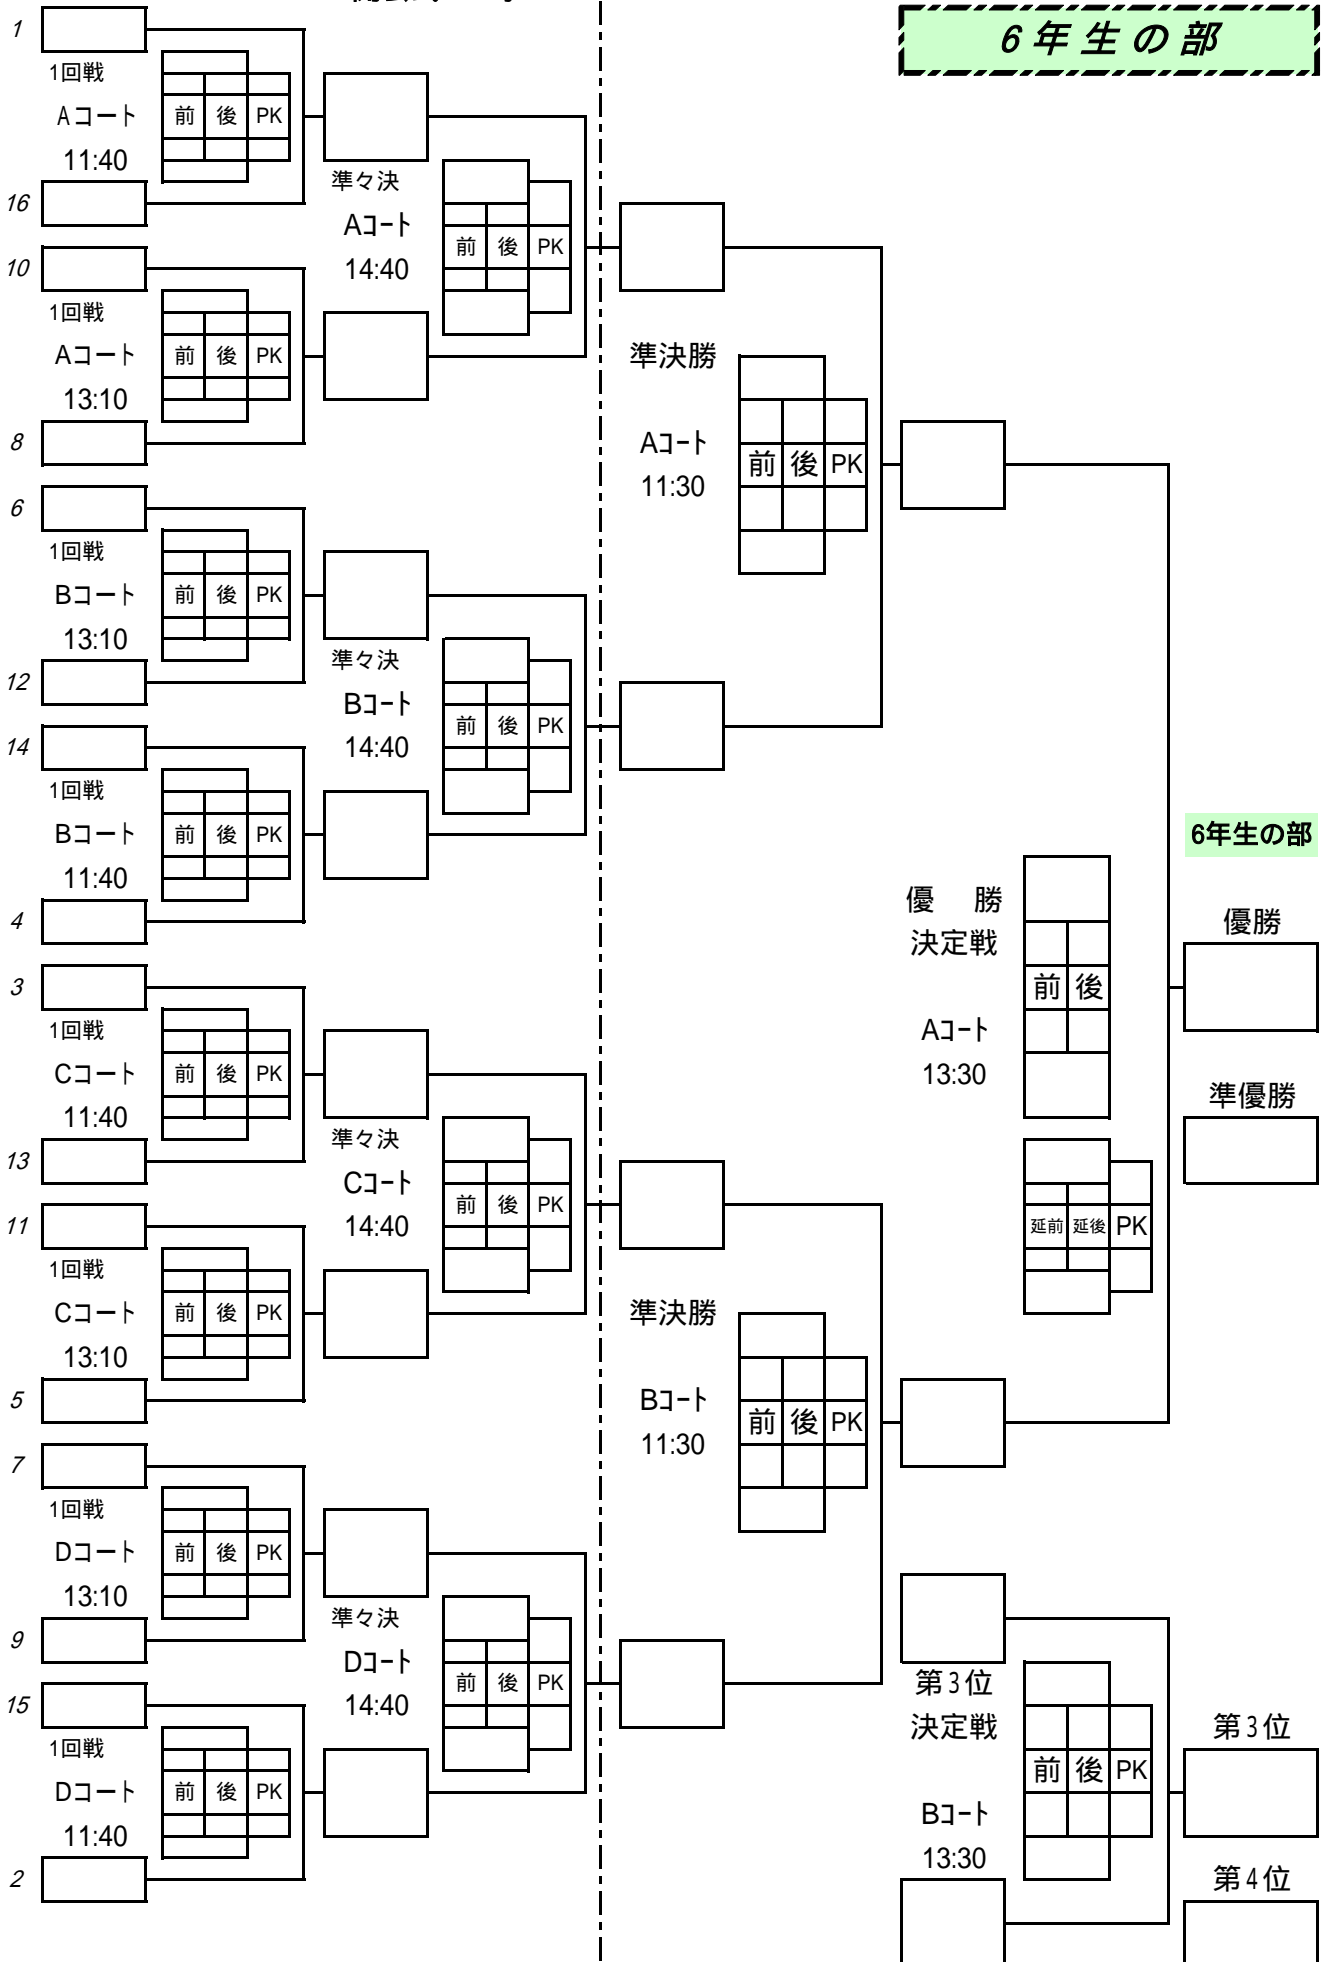 6年生の部
1
1回戦
Aコート
前 後 PK
11:40
16
準々決
Aコート
前 後 PK
14:40
10
1回戦
Aコート
前 後 PK
13:10
8
準決勝
Aコート
前 後 PK
11:30
6
1回戦
Bコート
前 後 PK
13:10
12
準々決
Bコート
前 後 PK
14:40
14
1回戦
Bコート
前 後 PK
11:40
4
6年生の部
優 勝
決定戦
前 後
Aコート
13:30
優勝
準優勝
延前 延後 PK
3
1回戦
Cコート
前 後 PK
11:40
13
準々決
Cコート
前 後 PK
14:40
11
1回戦
Cコート
前 後 PK
13:10
5
準決勝
Bコート
前 後 PK
11:30
7
1回戦
Dコート
前 後 PK
13:10
9
準々決
Dコート
前 後 PK
14:40
15
1回戦
Dコート
前 後 PK
11:40
2
第3位
決定戦
前 後 PK
Bコート
13:30
第3位
第4位